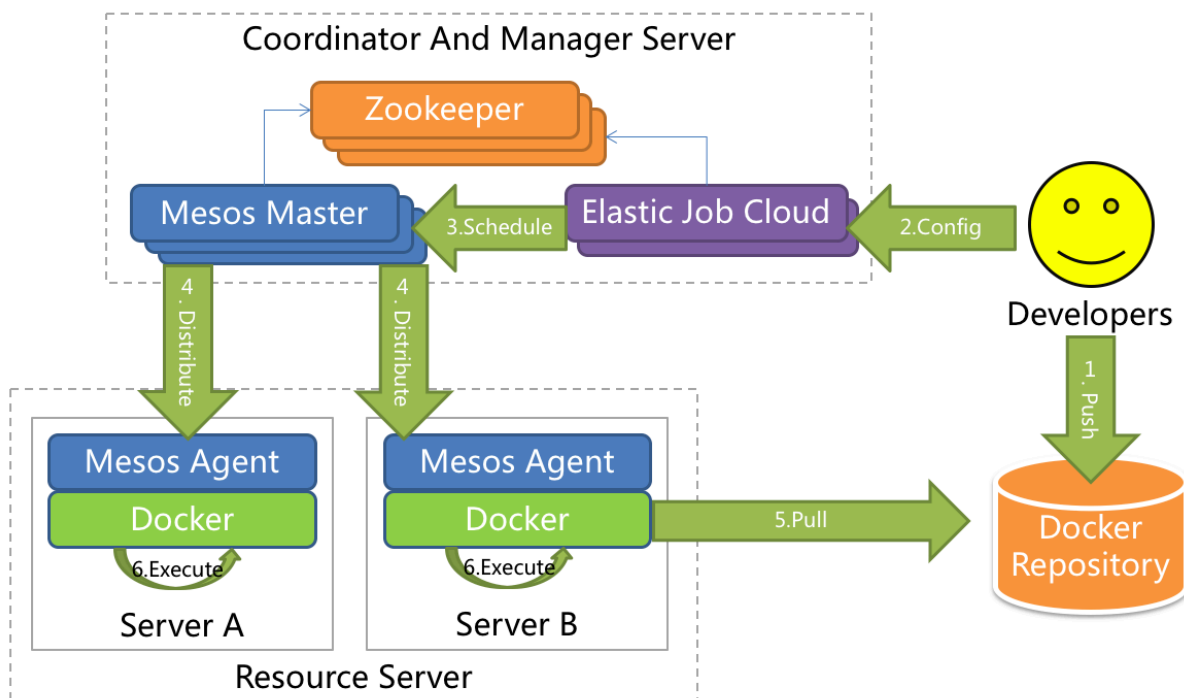 Coordinator And Manager Server
Zookeeper
Mesos Master
3.Schedule
Elastic Job Cloud
2.Config
Developers
4. Distribute
4. Distribute
1. Push
Mesos Agent
Docker
6.Execute
Server A
Mesos Agent
Docker
6.Execute
Server B
5.Pull
Docker
Repository
Resource Server